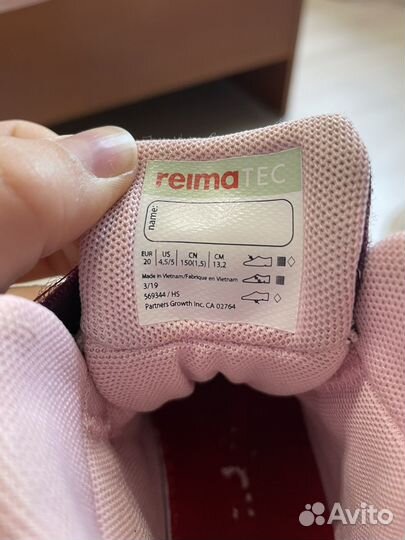 reimaTEC
name:
EUR US CN CM
20 4,5/5 150(1,5) 13,2
Made in Vietnam/Fabrique en Vietnam
3/19
569344 / HS
Partners Growth Inc. CA 02764
Avito